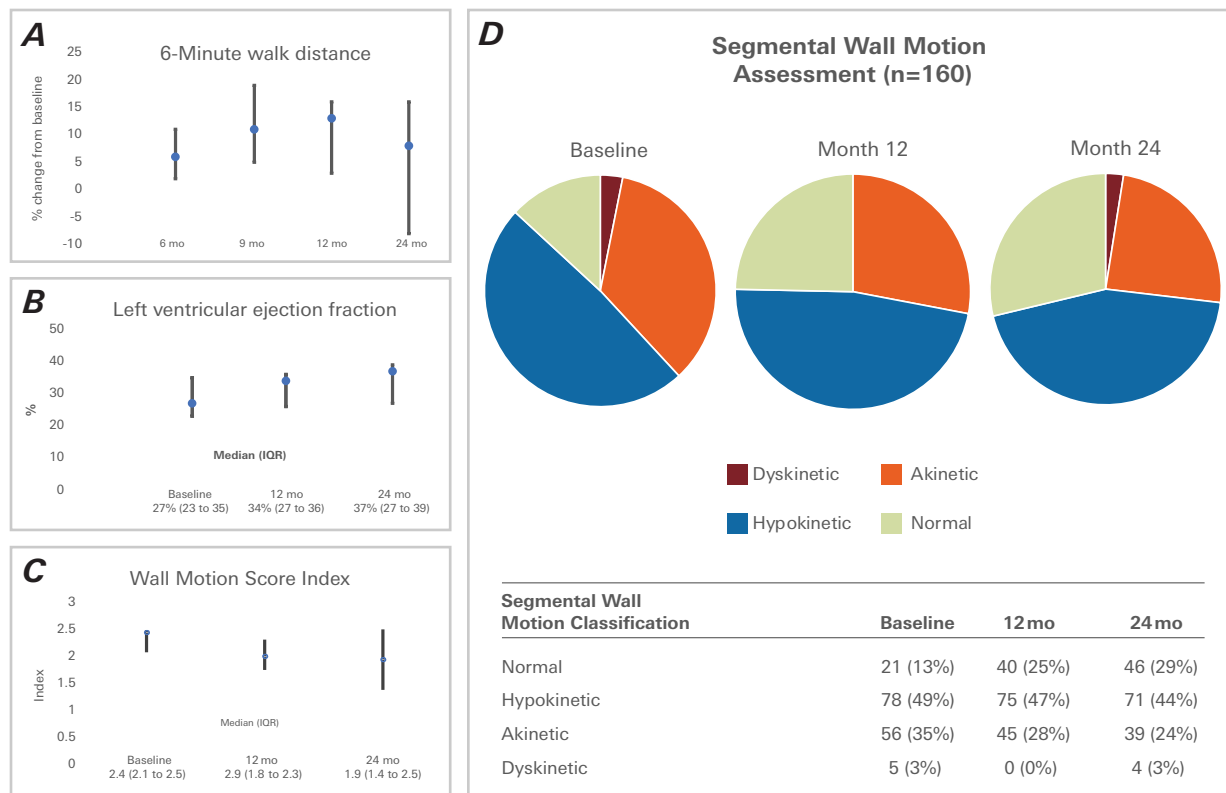 A
6-Minute walk distance
% change from baseline
25
20
15
10
5
0
-5
-10
6 mo 9 mo 12 mo 24 mo
B
Left ventricular ejection fraction
%
50
40
30
20
10
0
Median (IQR)
Baseline 12 mo 24 mo
27% (23 to 35) 34% (27 to 36) 37% (27 to 39)
C
Wall Motion Score Index
Index
3
2.5
2
1.5
1
0.5
0
Median (IQR)
Baseline 12 mo 24 mo
2.4 (2.1 to 2.5) 2.9 (1.8 to 2.3) 1.9 (1.4 to 2.5)
D
Segmental Wall Motion
Assessment (n=160)
Baseline Month 12 Month 24
Dyskinetic Akinetic
Hypokinetic Normal
Segmental Wall
Motion Classification Baseline 12 mo 24 mo
Normal 21 (13%) 40 (25%) 46 (29%)
Hypokinetic 78 (49%) 75 (47%) 71 (44%)
Akinetic 56 (35%) 45 (28%) 39 (24%)
Dyskinetic 5 (3%) 0 (0%) 4 (3%)